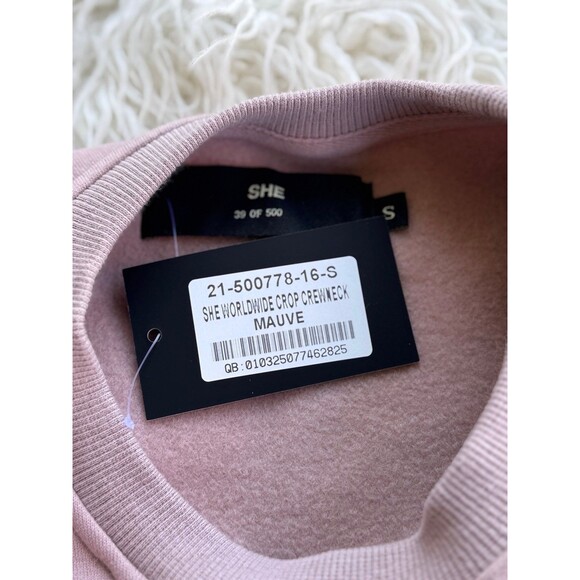 SHE
39 OF 500
S
21-500778-16-S
SHE WORLDWIDE CROP CREWNECK
MAUVE
QB:010325077462825